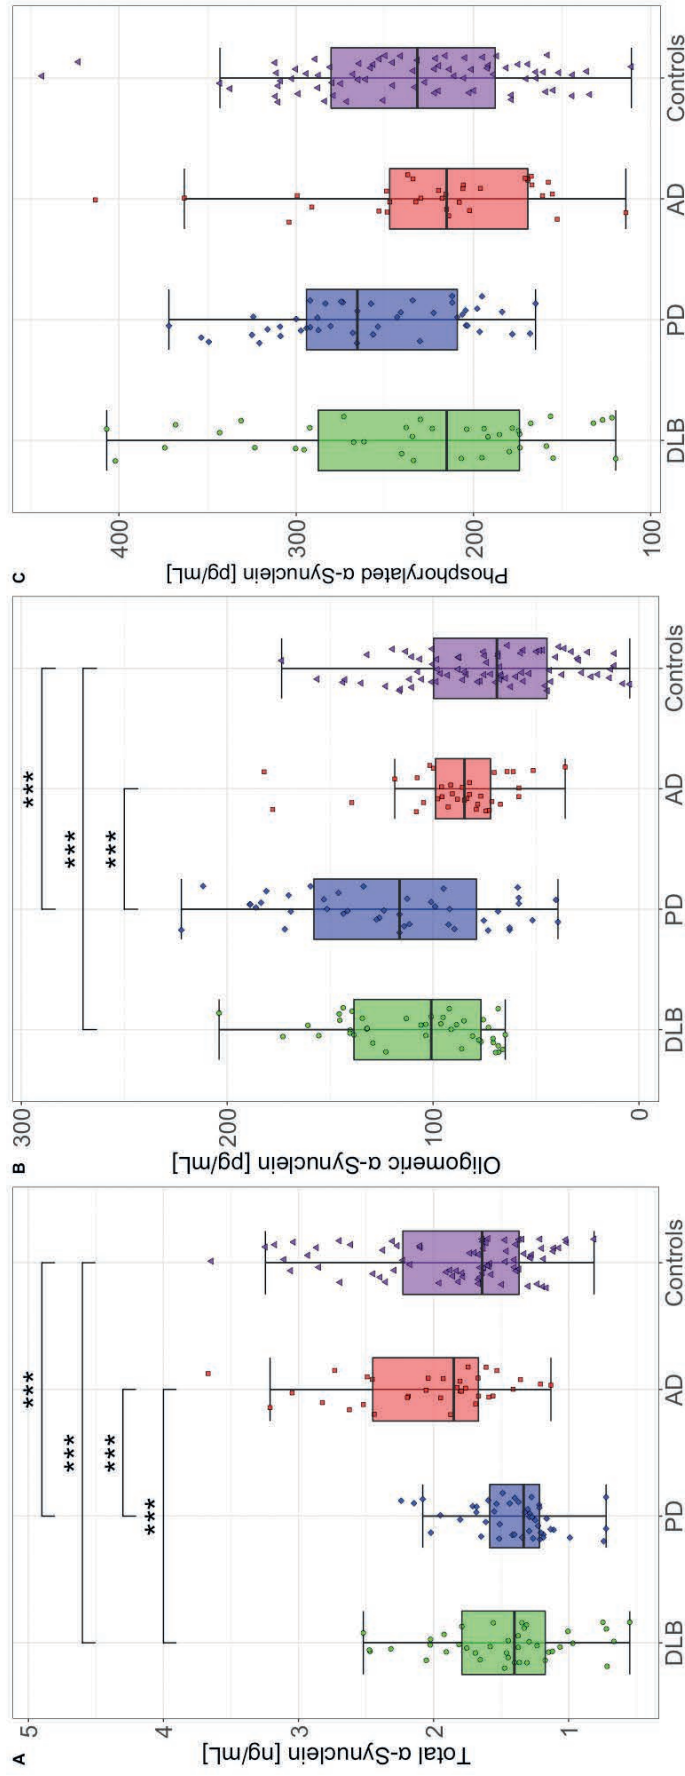 A
Total α-Synuclein [ng/mL]
5
4
3
2
1
***
***
***
***
DLB
PD
AD
Controls
B
Oligomeric α-Synuclein [pg/mL]
300
200
100
0
***
***
***
DLB
PD
AD
Controls
C
Phosphorylated α-Synuclein [pg/mL]
400
300
200
100
DLB
PD
AD
Controls